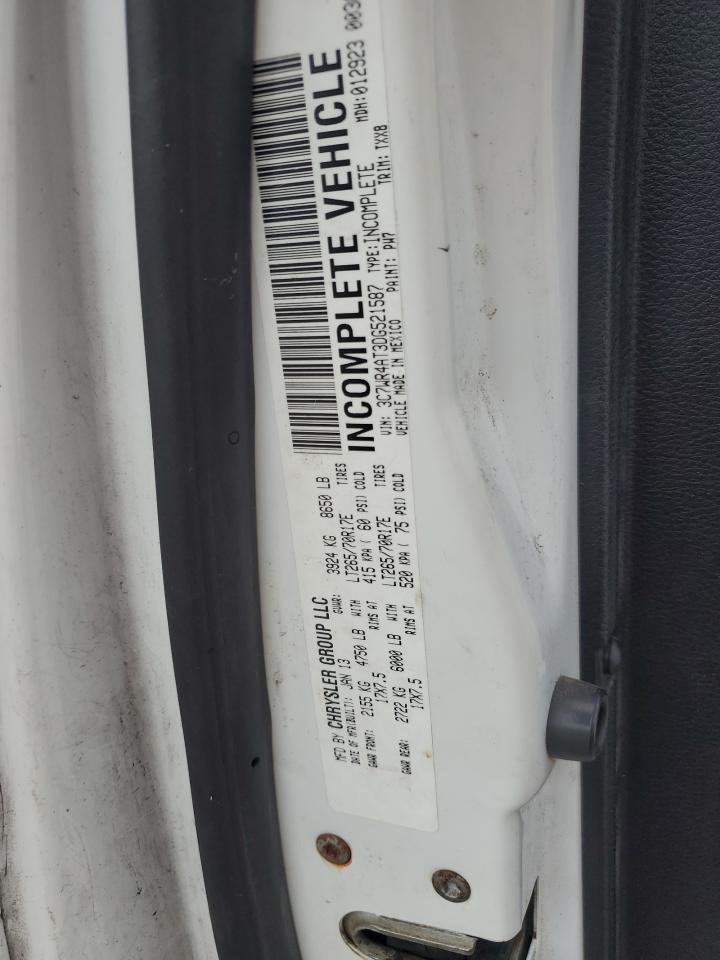 MFD BY CHRYSLER GROUP LLC
DATE OF MFR(BUILT): JAN 13 GVWR: 3924 KG 8650 LB
GAWR FRONT: 2155 KG 4750 LB WITH LT265/70R17E TIRES
17X7.5 RIMS AT 415 KPA ( 60 PSI) COLD
GAWR REAR: 2722 KG 6000 LB WITH LT265/70R17E TIRES
17X7.5 RIMS AT 520 KPA ( 75 PSI) COLD
INCOMPLETE VEHICLE
VIN: 3C7WR4AT3DG521587 TYPE: INCOMPLETE MDH: 012923
VEHICLE MADE IN MEXICO PAINT: PW7 TRIM: TXX8